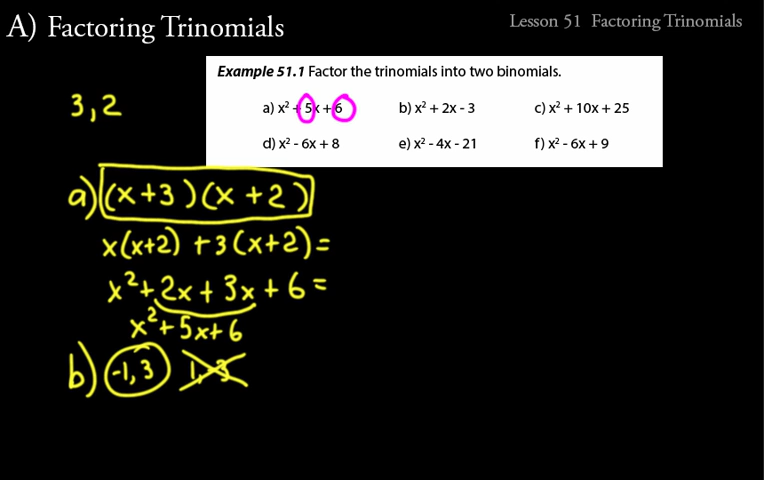 A) Factoring Trinomials
Lesson 51 Factoring Trinomials
Example 51.1 Factor the trinomials into two binomials.
a) x² + 5x + 6 b) x² + 2x - 3 c) x² + 10x + 25
d) x² - 6x + 8 e) x² - 4x - 21 f) x² - 6x + 9
3,2
a) (x+3)(x+2)
x(x+2) +3(x+2)=
x²+2x+3x+6=
x²+5x+6
b) -1,3 1,-3